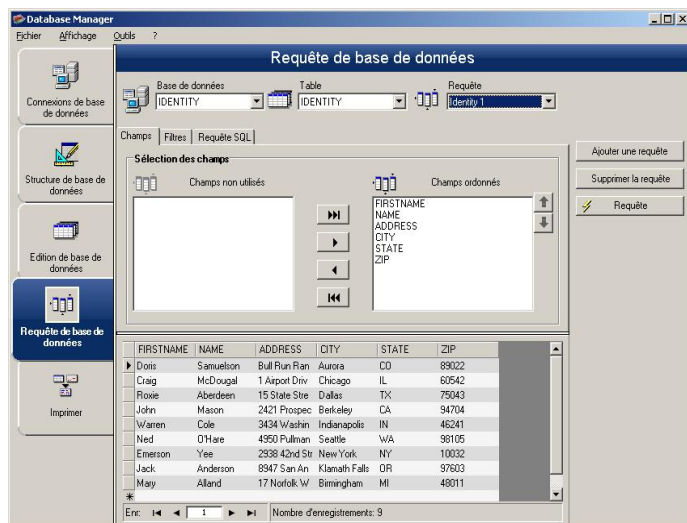 Database Manager
Fichier Affichage Outils ?
Requête de base de données
Connexions de base
de données
Structure de base de
données
Edition de base de
données
Requête de base de
données
Imprimer
Base de données
IDENTITY
Table
IDENTITY
Requête
Identity 1
Champs Filtres Requête SQL
Sélection des champs
Champs non utilisés
Champs ordonnés
FIRSTNAME
NAME
ADDRESS
CITY
STATE
ZIP
Ajouter une requête
Supprimer la requête
Requête
FIRSTNAME NAME ADDRESS CITY STATE ZIP
Doris Samuelson Bull Run Ran Aurora CO 89022
Craig McDougal 1 Airport Driv Chicago IL 60542
Roxie Aberdeen 15 State Stre Dallas TX 75043
John Mason 2421 Prospec Berkeley CA 94704
Warren Cole 3434 Washin Indianapolis IN 46241
Ned O'Hare 4950 Pullman Seattle WA 98105
Emerson Yee 2938 42nd Str New York NY 10032
Jack Anderson 8947 San An Klamath Falls OR 97603
Mary Alland 17 Norfolk W Birmingham MI 48011
Enr: 1 Nombre d'enregistrements: 9